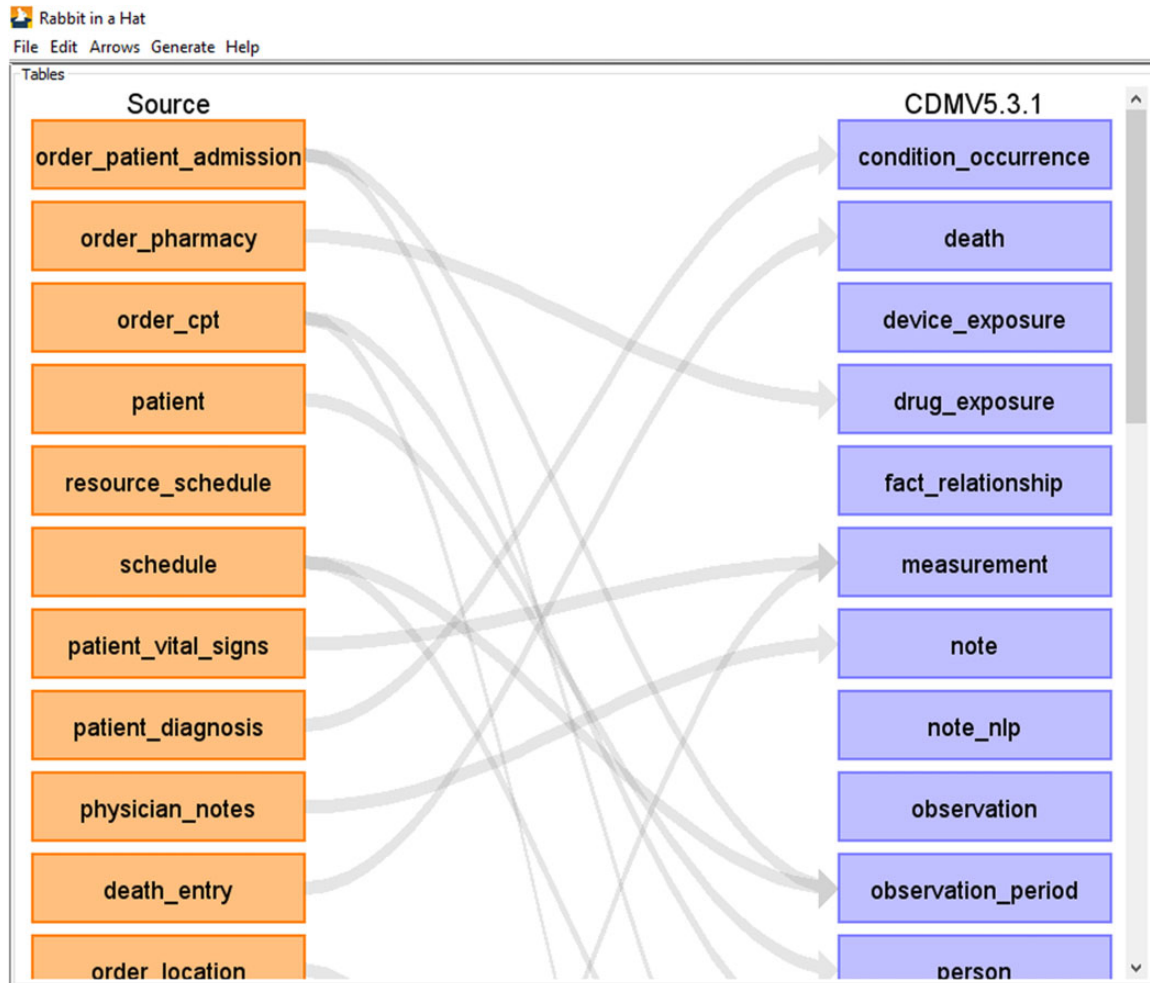 Rabbit in a Hat
File Edit Arrows Generate Help
Tables
Source CDMV5.3.1
order_patient_admission condition_occurrence
order_pharmacy death
order_cpt device_exposure
patient drug_exposure
resource_schedule fact_relationship
schedule measurement
patient_vital_signs note
patient_diagnosis note_nlp
physician_notes observation
death_entry observation_period
order_location person